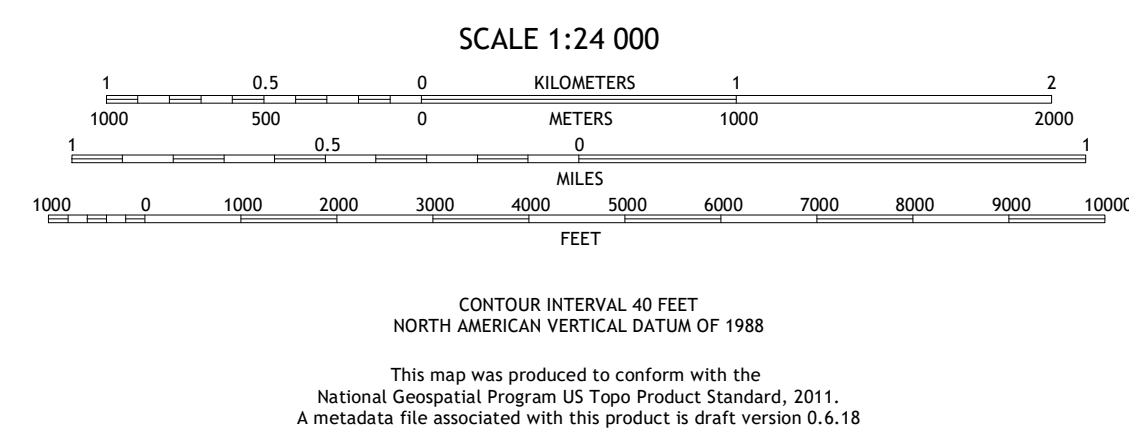 SCALE 1:24 000
1 0.5 0 KILOMETERS 1 2
1000 500 0 METERS 1000 2000
1 0.5 0 1
MILES
1000 0 1000 2000 3000 4000 5000 6000 7000 8000 9000 10000
FEET
CONTOUR INTERVAL 40 FEET
NORTH AMERICAN VERTICAL DATUM OF 1988
This map was produced to conform with the
National Geospatial Program US Topo Product Standard, 2011.
A metadata file associated with this product is draft version 0.6.18